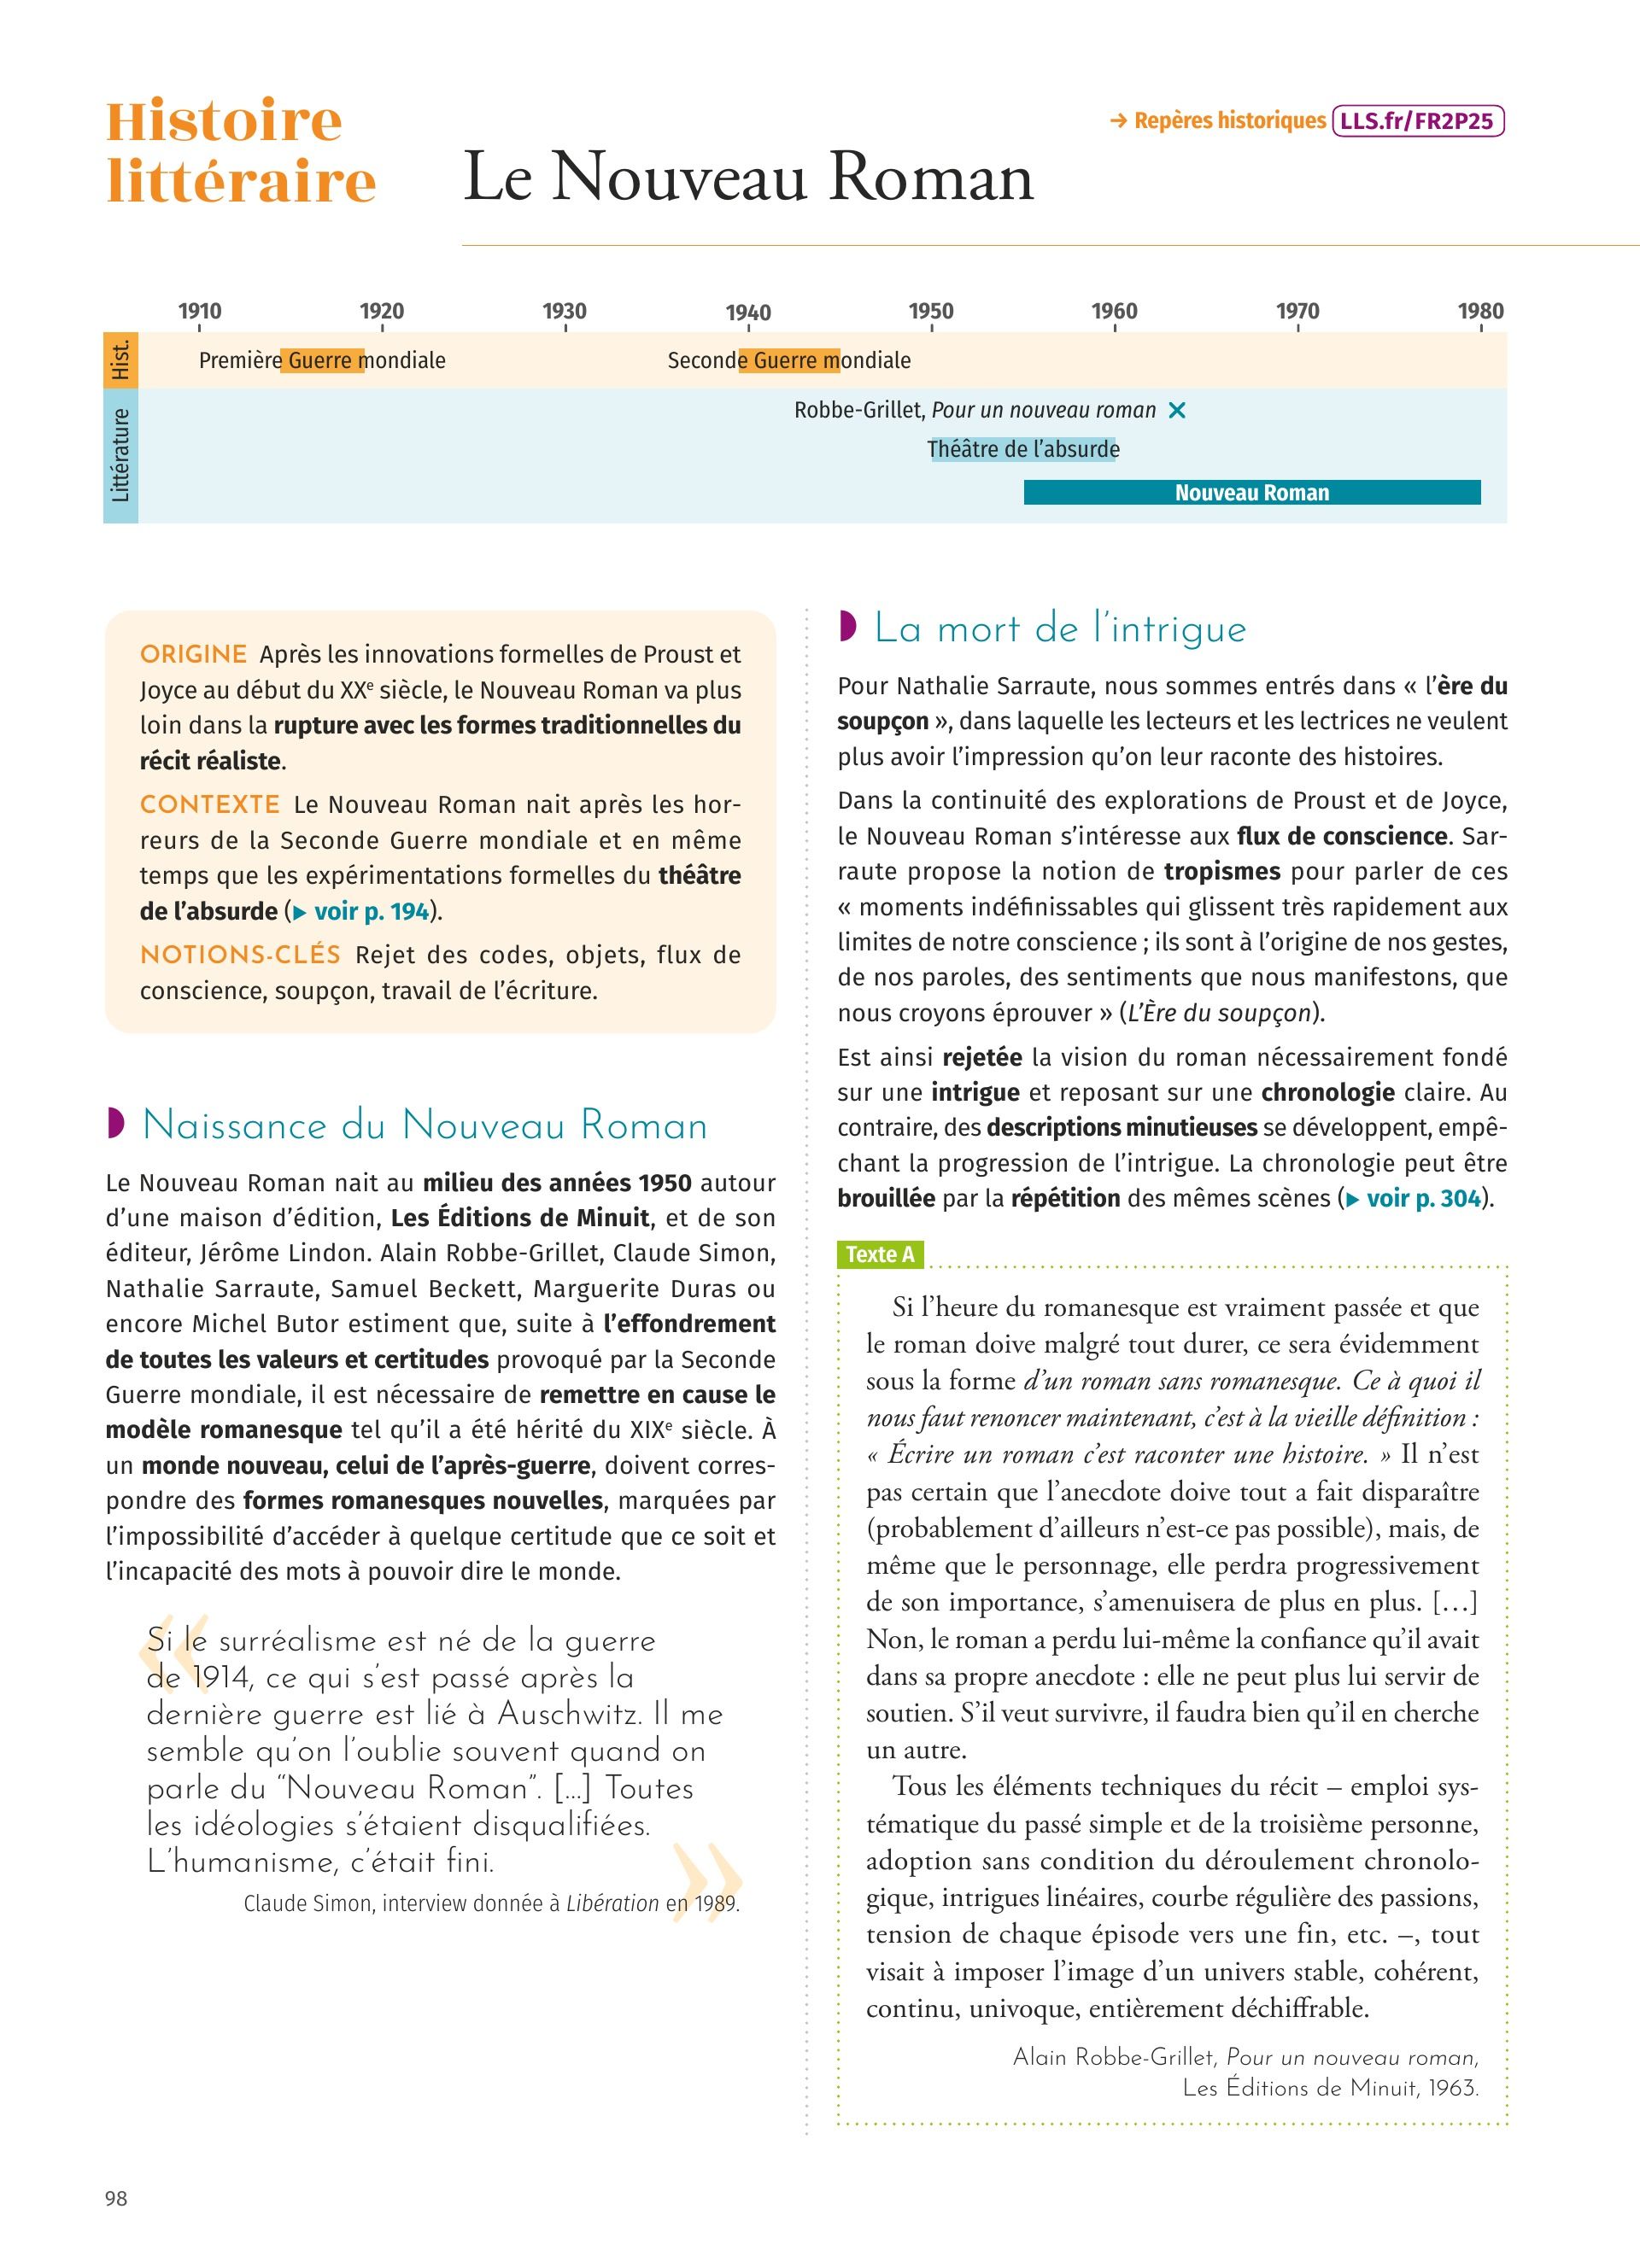 Histoire
littéraire
→ Repères historiques LLS.fr/FR2P25
Le Nouveau Roman
1910 1920 1930 1940 1950 1960 1970 1980
Hist.
Première Guerre mondiale Seconde Guerre mondiale
Littérature
Robbe-Grillet, Pour un nouveau roman ×
Théâtre de l'absurde
Nouveau Roman
ORIGINE Après les innovations formelles de Proust et
Joyce au début du XXe siècle, le Nouveau Roman va plus
loin dans la rupture avec les formes traditionnelles du
récit réaliste.
CONTEXTE Le Nouveau Roman nait après les hor-
reurs de la Seconde Guerre mondiale et en même
temps que les expérimentations formelles du théâtre
de l'absurde (▶ voir p. 194).
NOTIONS-CLÉS Rejet des codes, objets, flux de
conscience, soupçon, travail de l'écriture.
Naissance du Nouveau Roman
Le Nouveau Roman nait au milieu des années 1950 autour
d'une maison d'édition, Les Éditions de Minuit, et de son
éditeur, Jérôme Lindon. Alain Robbe-Grillet, Claude Simon,
Nathalie Sarraute, Samuel Beckett, Marguerite Duras ou
encore Michel Butor estiment que, suite à l'effondrement
de toutes les valeurs et certitudes provoqué par la Seconde
Guerre mondiale, il est nécessaire de remettre en cause le
modèle romanesque tel qu'il a été hérité du XIXe siècle. À
un monde nouveau, celui de l'après-guerre, doivent corres-
pondre des formes romanesques nouvelles, marquées par
l'impossibilité d'accéder à quelque certitude que ce soit et
l'incapacité des mots à pouvoir dire le monde.
« Si le surréalisme est né de la guerre
de 1914, ce qui s'est passé après la
dernière guerre est lié à Auschwitz. Il me
semble qu'on l'oublie souvent quand on
parle du “Nouveau Roman”. [...] Toutes
les idéologies s'étaient disqualifiées.
L'humanisme, c'était fini. »
Claude Simon, interview donnée à Libération en 1989.
La mort de l'intrigue
Pour Nathalie Sarraute, nous sommes entrés dans « l'ère du
soupçon », dans laquelle les lecteurs et les lectrices ne veulent
plus avoir l'impression qu'on leur raconte des histoires.
Dans la continuité des explorations de Proust et de Joyce,
le Nouveau Roman s'intéresse aux flux de conscience. Sar-
raute propose la notion de tropismes pour parler de ces
« moments indéfinissables qui glissent très rapidement aux
limites de notre conscience ; ils sont à l'origine de nos gestes,
de nos paroles, des sentiments que nous manifestons, que
nous croyons éprouver » (L'Ère du soupçon).
Est ainsi rejetée la vision du roman nécessairement fondé
sur une intrigue et reposant sur une chronologie claire. Au
contraire, des descriptions minutieuses se développent, empê-
chant la progression de l'intrigue. La chronologie peut être
brouillée par la répétition des mêmes scènes (▶ voir p. 304).
Texte A
Si l'heure du romanesque est vraiment passée et que
le roman doive malgré tout durer, ce sera évidemment
sous la forme d'un roman sans romanesque. Ce à quoi il
nous faut renoncer maintenant, c'est à la vieille définition :
« Écrire un roman c'est raconter une histoire. » Il n'est
pas certain que l'anecdote doive tout a fait disparaître
(probablement d'ailleurs n'est-ce pas possible), mais, de
même que le personnage, elle perdra progressivement
de son importance, s'amenuisera de plus en plus. […]
Non, le roman a perdu lui-même la confiance qu'il avait
dans sa propre anecdote : elle ne peut plus lui servir de
soutien. S'il veut survivre, il faudra bien qu'il en cherche
un autre.
Tous les éléments techniques du récit – emploi sys-
tématique du passé simple et de la troisième personne,
adoption sans condition du déroulement chronolo-
gique, intrigues linéaires, courbe régulière des passions,
tension de chaque épisode vers une fin, etc. –, tout
visait à imposer l'image d'un univers stable, cohérent,
continu, univoque, entièrement déchiffrable.
Alain Robbe-Grillet, Pour un nouveau roman,
Les Éditions de Minuit, 1963.
98